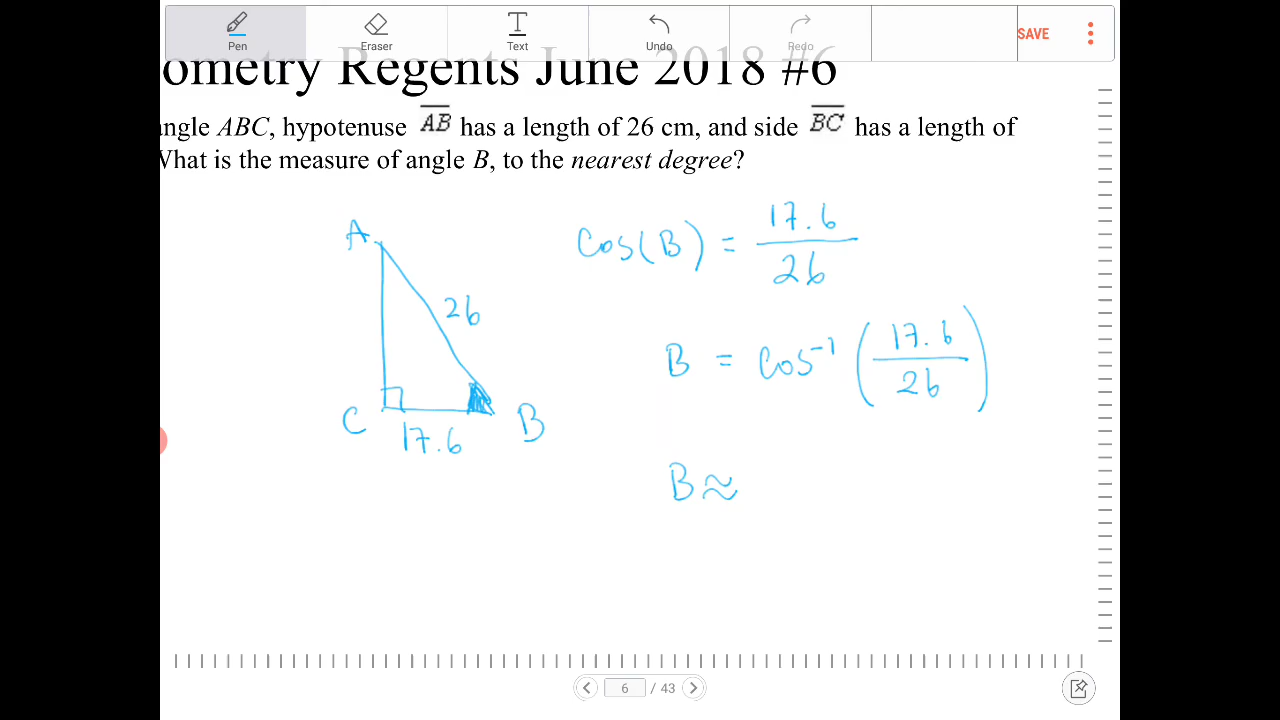 Pen Eraser Text Undo Redo SAVE
ometry Regents June 2018 #6
angle ABC, hypotenuse AB has a length of 26 cm, and side BC has a length of
What is the measure of angle B, to the nearest degree?
A
26
C
B
17.6
cos(B) = 17.6/26
B = cos⁻¹(17.6/26)
B ≈
6 / 43